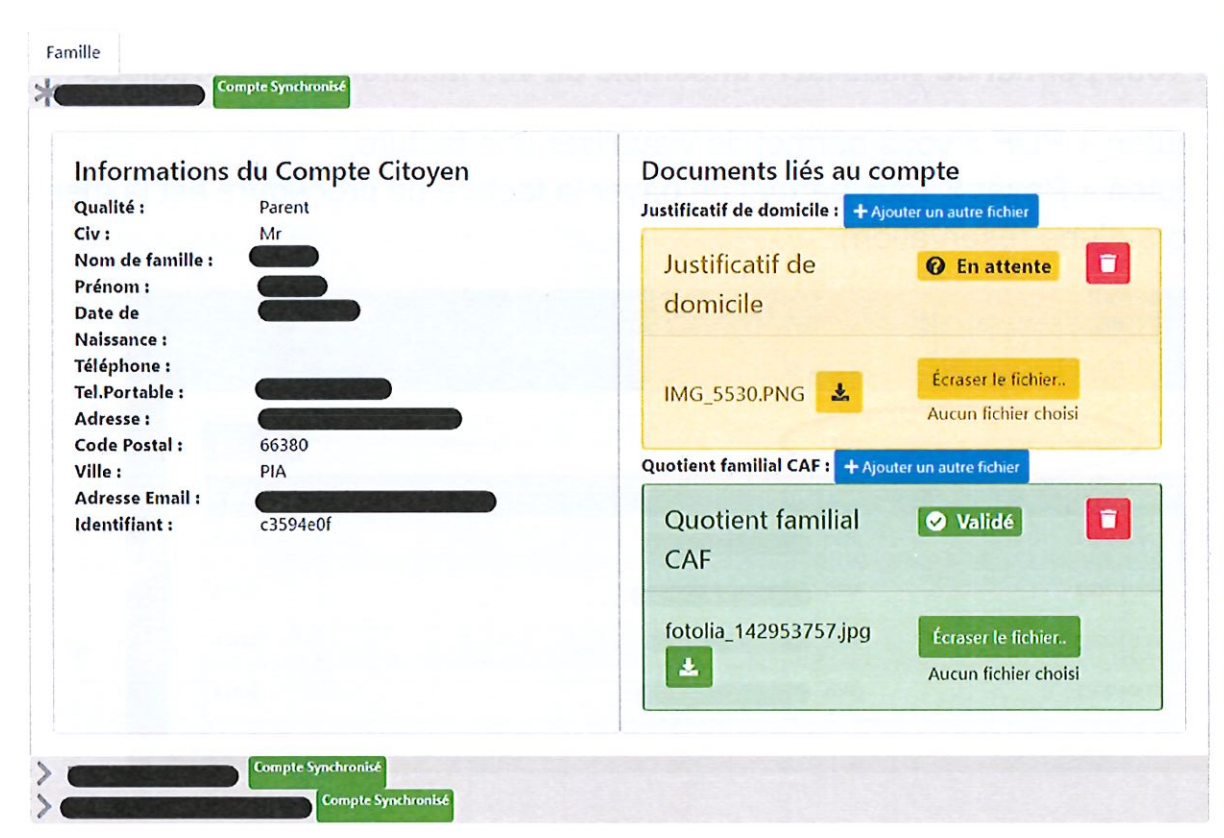 Famille
Compte Synchronisé
Informations du Compte Citoyen
Qualité : Parent
Civ : Mr
Nom de famille :
Prénom :
Date de
Naissance :
Téléphone :
Tel.Portable :
Adresse :
Code Postal : 66380
Ville : PIA
Adresse Email :
Identifiant : c3594e0f
Documents liés au compte
Justificatif de domicile : + Ajouter un autre fichier
Justificatif de
domicile
En attente
IMG_5530.PNG
Écraser le fichier..
Aucun fichier choisi
Quotient familial CAF : + Ajouter un autre fichier
Quotient familial
CAF
Validé
fotolia_142953757.jpg
Écraser le fichier..
Aucun fichier choisi
Compte Synchronisé
Compte Synchronisé